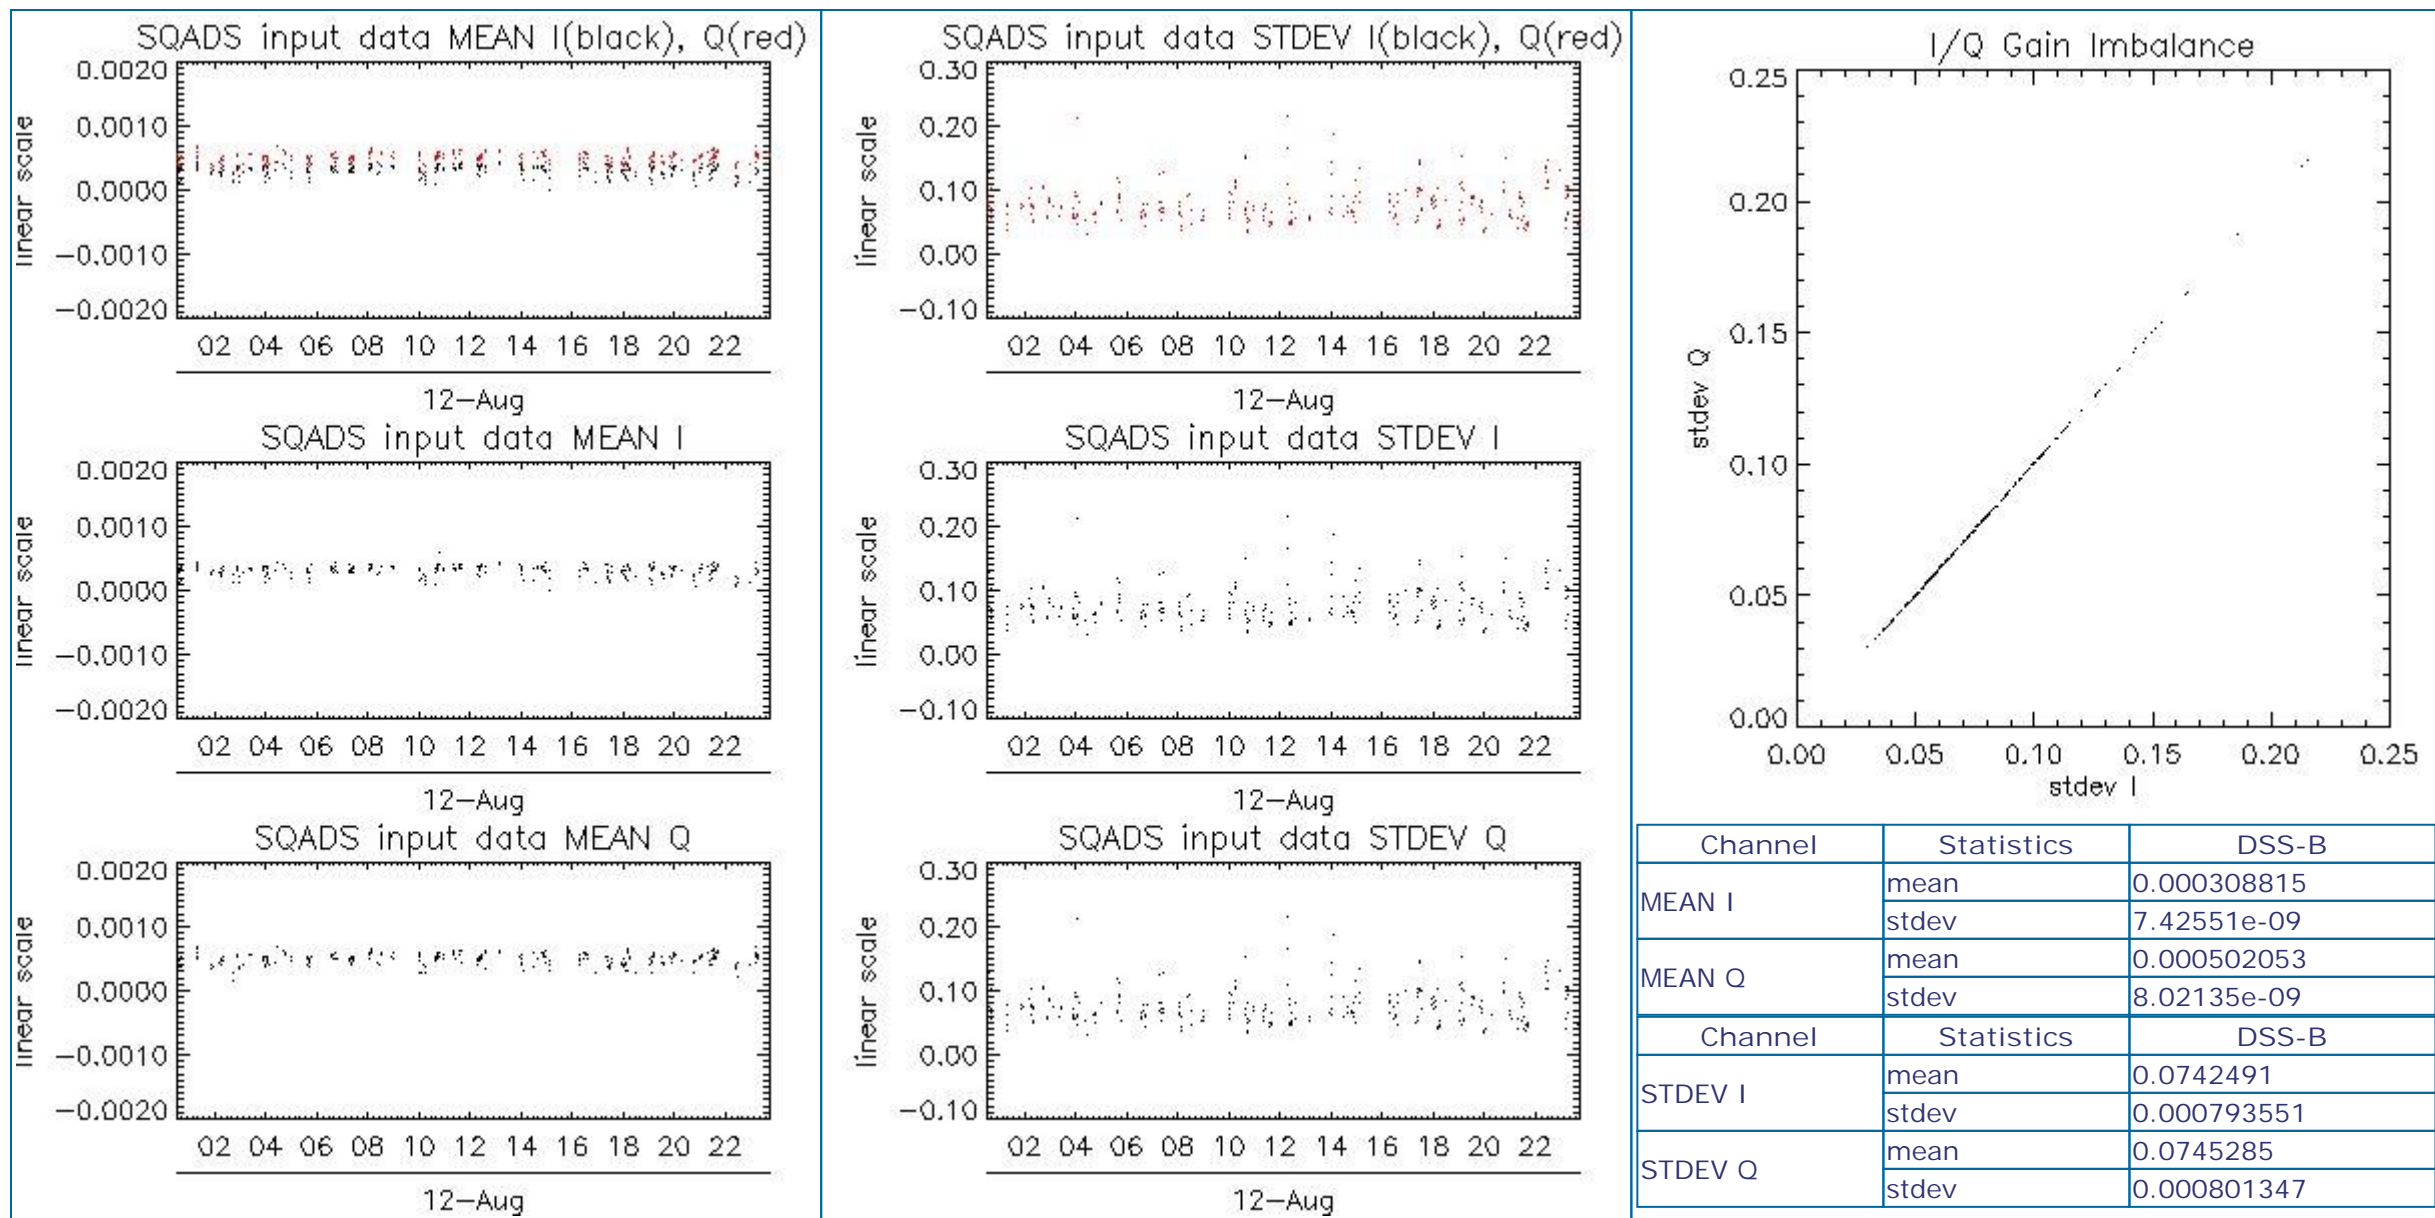 SQADS input data MEAN I(black), Q(red)
linear scale
0.0020
0.0010
0.0000
−0.0010
−0.0020
02 04 06 08 10 12 14 16 18 20 22
12−Aug
SQADS input data MEAN I
linear scale
0.0020
0.0010
0.0000
−0.0010
−0.0020
02 04 06 08 10 12 14 16 18 20 22
12−Aug
SQADS input data MEAN Q
linear scale
0.0020
0.0010
0.0000
−0.0010
−0.0020
02 04 06 08 10 12 14 16 18 20 22
12−Aug
SQADS input data STDEV I(black), Q(red)
linear scale
0.30
0.20
0.10
0.00
−0.10
02 04 06 08 10 12 14 16 18 20 22
12−Aug
SQADS input data STDEV I
linear scale
0.30
0.20
0.10
0.00
−0.10
02 04 06 08 10 12 14 16 18 20 22
12−Aug
SQADS input data STDEV Q
linear scale
0.30
0.20
0.10
0.00
−0.10
02 04 06 08 10 12 14 16 18 20 22
12−Aug
I/Q Gain Imbalance
stdev Q
0.25
0.20
0.15
0.10
0.05
0.00
0.00 0.05 0.10 0.15 0.20 0.25
stdev I
Channel Statistics DSS-B
MEAN I mean 0.000308815
stdev 7.42551e-09
MEAN Q mean 0.000502053
stdev 8.02135e-09
Channel Statistics DSS-B
STDEV I mean 0.0742491
stdev 0.000793551
STDEV Q mean 0.0745285
stdev 0.000801347